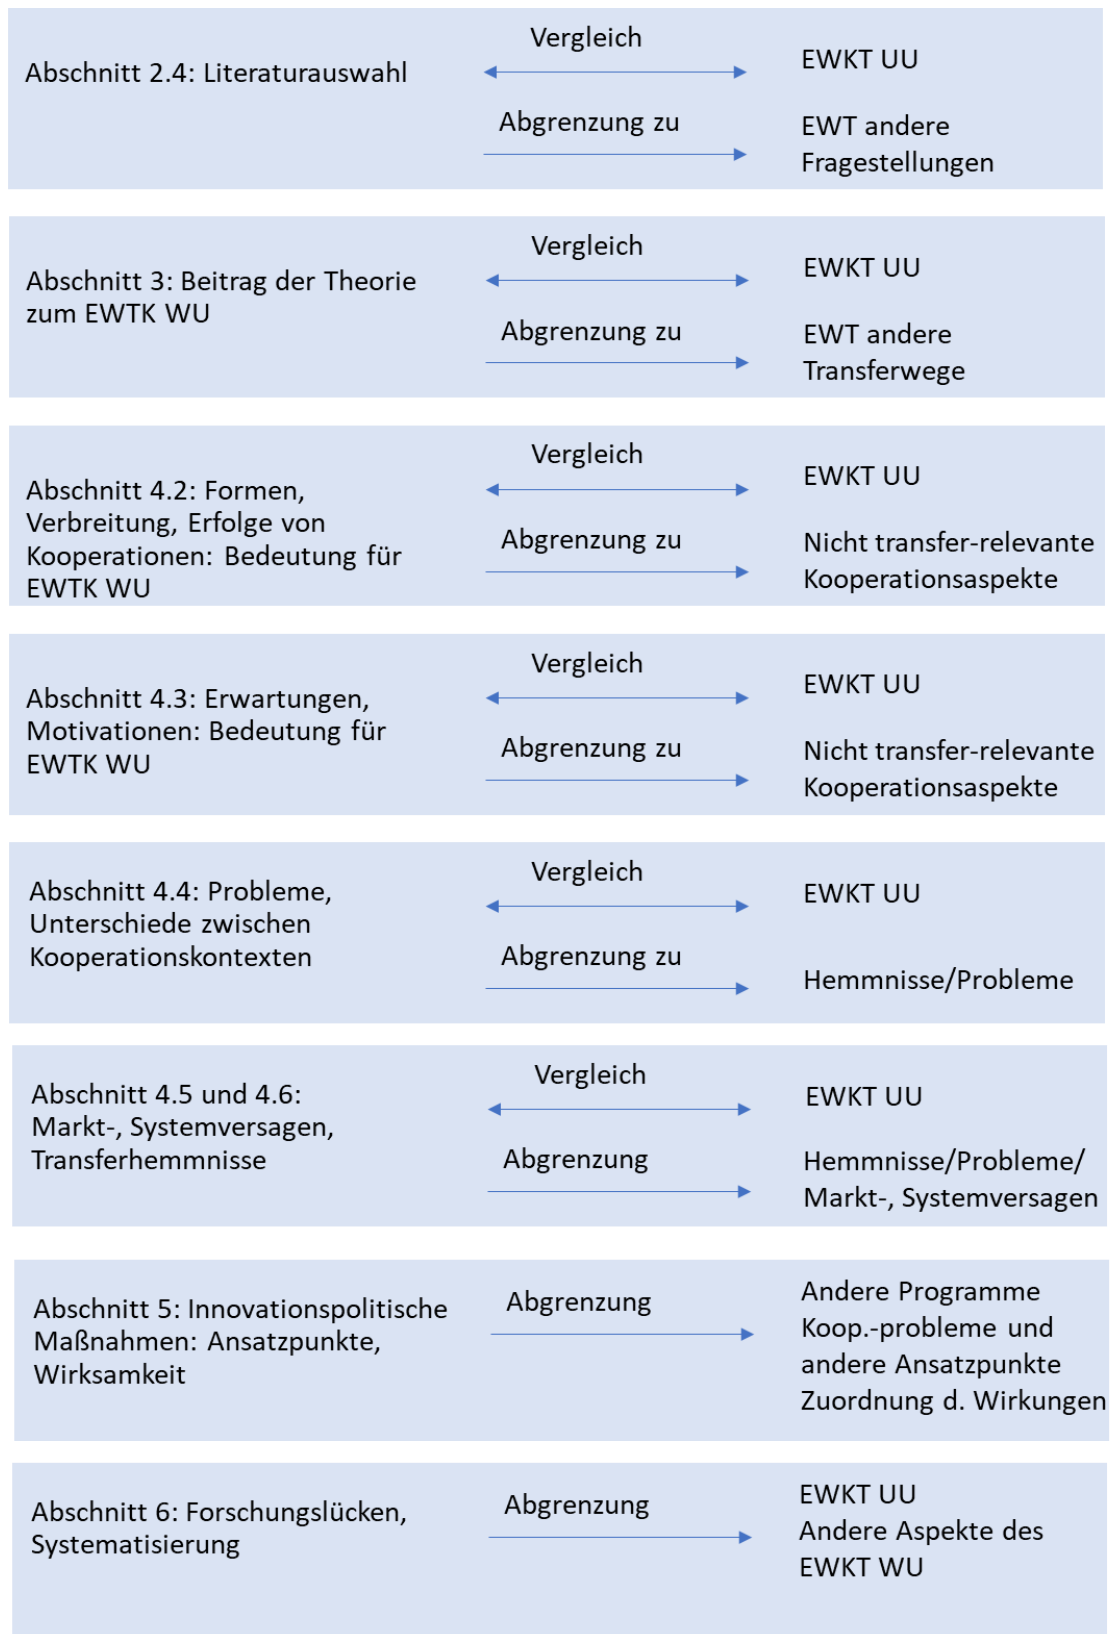 Abschnitt 2.4: Literaturauswahl
Vergleich
EWKT UU
Abgrenzung zu
EWT andere
Fragestellungen
Abschnitt 3: Beitrag der Theorie
zum EWTK WU
Vergleich
EWKT UU
Abgrenzung zu
EWT andere
Transferwege
Abschnitt 4.2: Formen,
Verbreitung, Erfolge von
Kooperationen: Bedeutung für
EWTK WU
Vergleich
EWKT UU
Abgrenzung zu
Nicht transfer-relevante
Kooperationsaspekte
Abschnitt 4.3: Erwartungen,
Motivationen: Bedeutung für
EWTK WU
Vergleich
EWKT UU
Abgrenzung zu
Nicht transfer-relevante
Kooperationsaspekte
Abschnitt 4.4: Probleme,
Unterschiede zwischen
Kooperationskontexten
Vergleich
EWKT UU
Abgrenzung zu
Hemmnisse/Probleme
Abschnitt 4.5 und 4.6:
Markt-, Systemversagen,
Transferhemmnisse
Vergleich
EWKT UU
Abgrenzung
Hemmnisse/Probleme/
Markt-, Systemversagen
Abschnitt 5: Innovationspolitische
Maßnahmen: Ansatzpunkte,
Wirksamkeit
Abgrenzung
Andere Programme
Koop.-probleme und
andere Ansatzpunkte
Zuordnung d. Wirkungen
Abschnitt 6: Forschungslücken,
Systematisierung
Abgrenzung
EWKT UU
Andere Aspekte des
EWKT WU